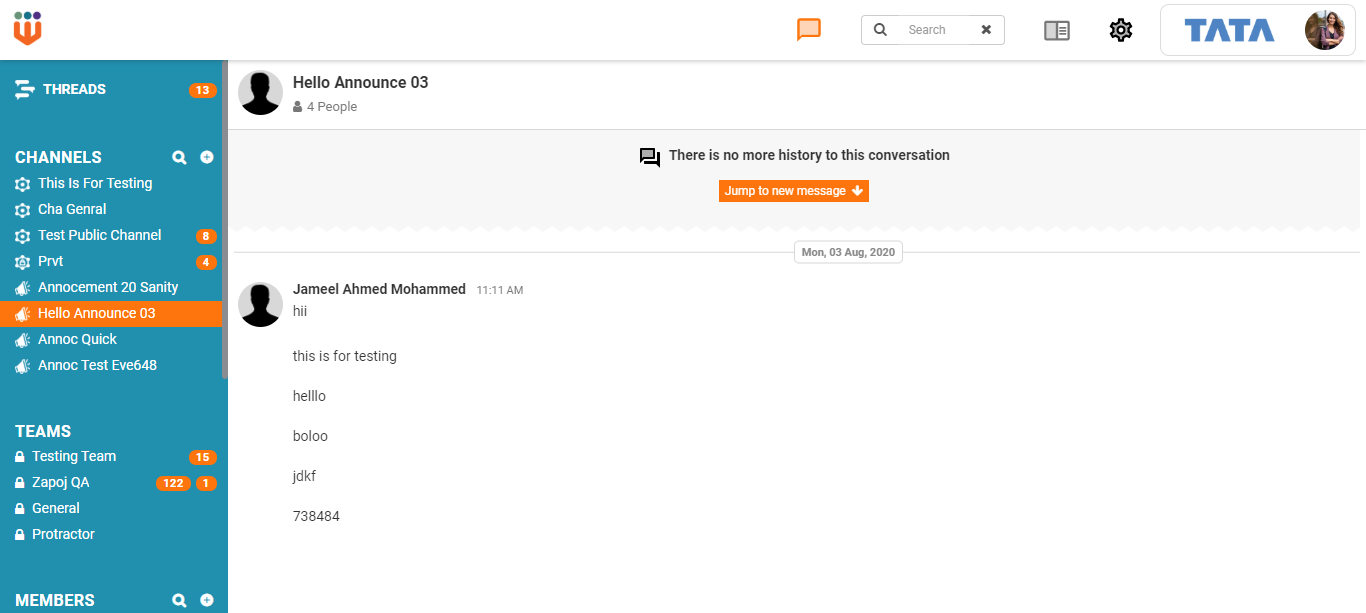 Search
TATA
THREADS 13
CHANNELS
This Is For Testing
Cha Genral
Test Public Channel 8
Prvt 4
Annocement 20 Sanity
Hello Announce 03
Annoc Quick
Annoc Test Eve648
TEAMS
Testing Team 15
Zapoj QA 122 1
General
Protractor
MEMBERS
Hello Announce 03
4 People
There is no more history to this conversation
Jump to new message
Mon, 03 Aug, 2020
Jameel Ahmed Mohammed 11:11 AM
hii
this is for testing
helllo
boloo
jdkf
738484